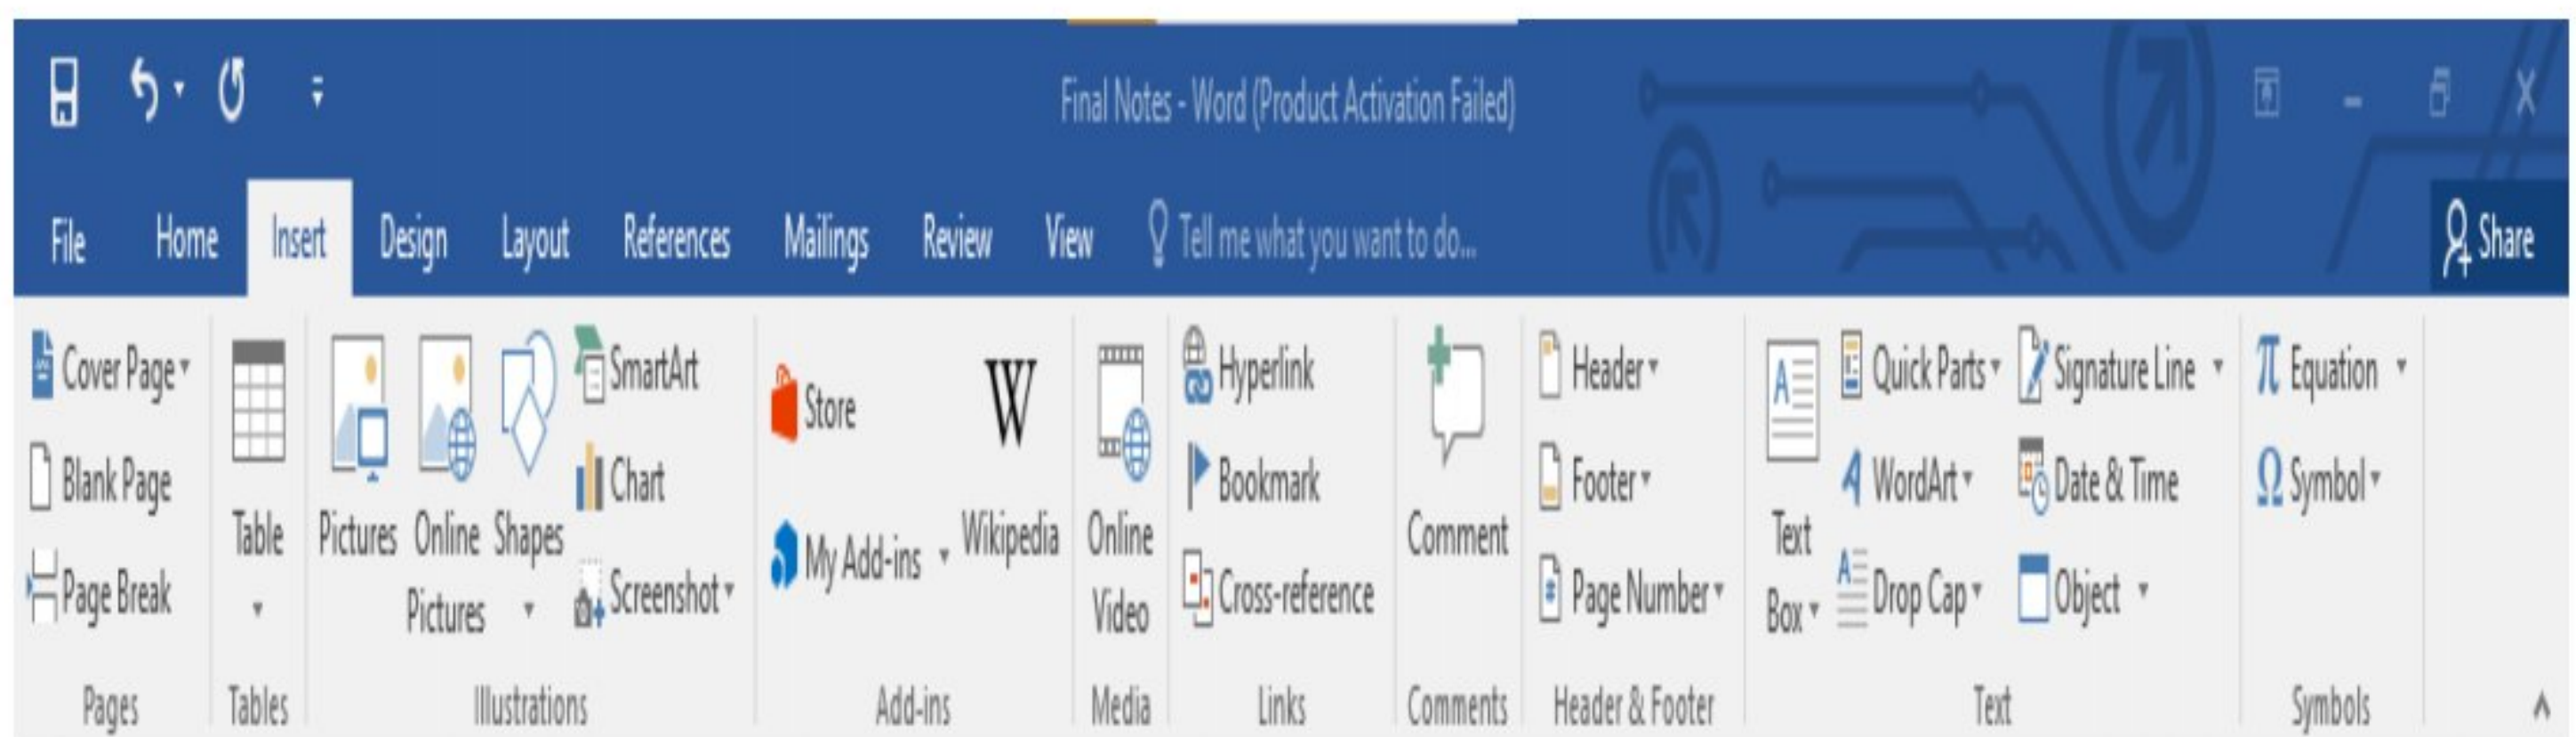 Final Notes - Word (Product Activation Failed)
File Home Insert Design Layout References Mailings Review View Tell me what you want to do... Share
Cover Page
Blank Page
Page Break
Pages
Table
Tables
Pictures
Online
Pictures
Shapes
SmartArt
Chart
Screenshot
Illustrations
Store
My Add-ins
W
Wikipedia
Add-ins
Online
Video
Media
Hyperlink
Bookmark
Cross-reference
Links
Comment
Comments
Header
Footer
Page Number
Header & Footer
Text
Box
Quick Parts
WordArt
Drop Cap
Signature Line
Date & Time
Object
Text
π Equation
Ω Symbol
Symbols